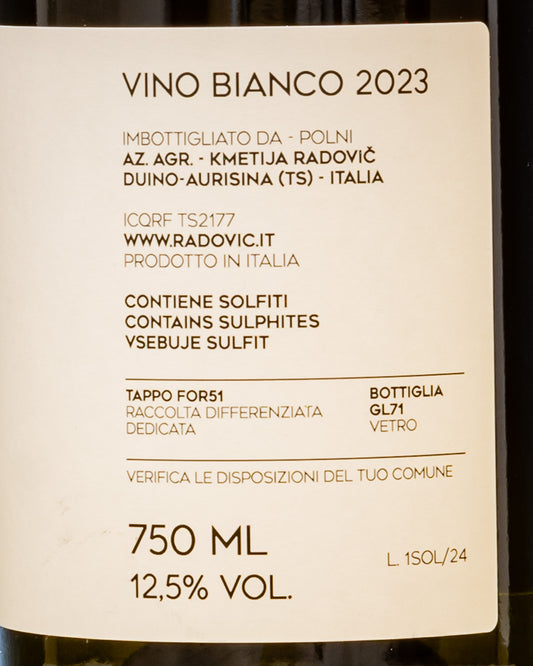 VINO BIANCO 2023
IMBOTTIGLIATO DA - POLNI
AZ. AGR. - KMETIJA RADOVIČ
DUINO-AURISINA (TS) - ITALIA
ICQRF TS2177
WWW.RADOVIC.IT
PRODOTTO IN ITALIA
CONTIENE SOLFITI
CONTAINS SULPHITES
VSEBUJE SULFIT
TAPPO FOR51
RACCOLTA DIFFERENZIATA
DEDICATA
BOTTIGLIA
GL71
VETRO
VERIFICA LE DISPOSIZIONI DEL TUO COMUNE
750 ML
12,5% VOL.
L. 1SOL/24